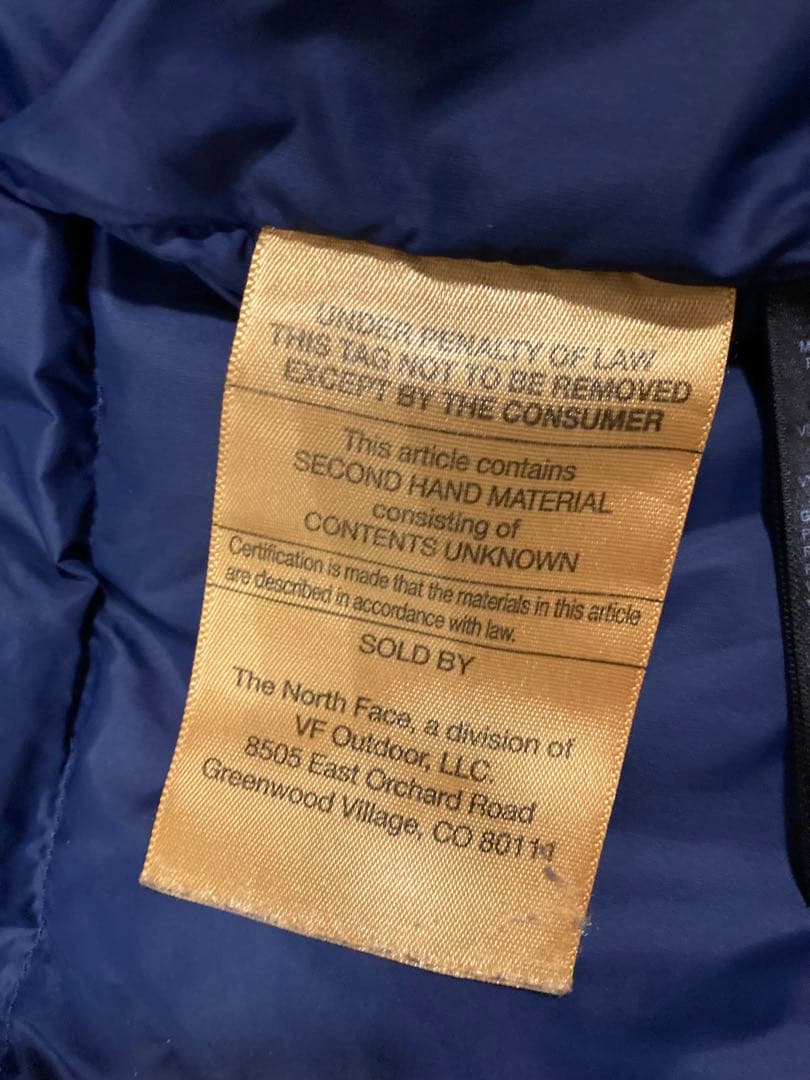 UNDER PENALTY OF LAW
THIS TAG NOT TO BE REMOVED
EXCEPT BY THE CONSUMER
This article contains
SECOND HAND MATERIAL
consisting of
CONTENTS UNKNOWN
Certification is made that the materials in this article
are described in accordance with law.
SOLD BY
The North Face, a division of
VF Outdoor, LLC.
8505 East Orchard Road
Greenwood Village, CO 80111